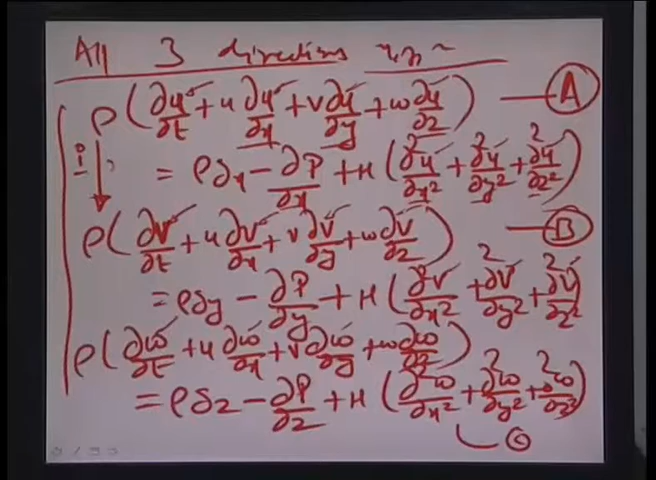 All 3 directions
ρ(∂u/∂t + u ∂u/∂x + v ∂u/∂y + w ∂u/∂z) — A
= ρg_x − ∂P/∂x + μ(∂²u/∂x² + ∂²u/∂y² + ∂²u/∂z²)
ρ(∂v/∂t + u ∂v/∂x + v ∂v/∂y + w ∂v/∂z) — B
= ρg_y − ∂P/∂y + μ(∂²v/∂x² + ∂²v/∂y² + ∂²v/∂z²)
ρ(∂w/∂t + u ∂w/∂x + v ∂w/∂y + w ∂w/∂z)
= ρg_z − ∂P/∂z + μ(∂²w/∂x² + ∂²w/∂y² + ∂²w/∂z²)
C